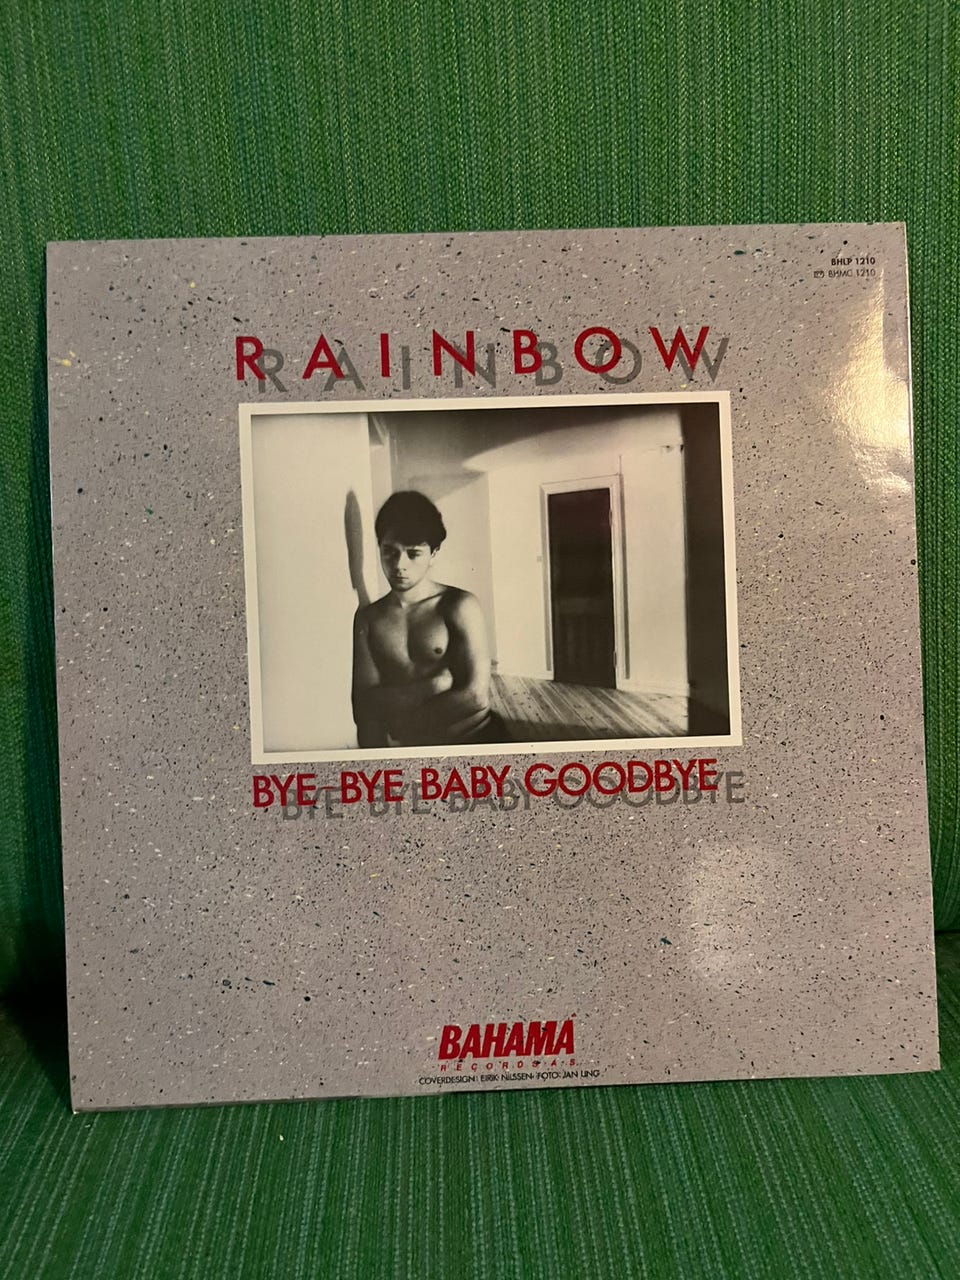 BHLP 1210
BHMC 1210
RAINBOW
BYE-BYE BABY GOODBYE
BAHAMA
RECORDS A.S
COVERDESIGN: EIRIK NILSSEN· FOTO: JAN LING